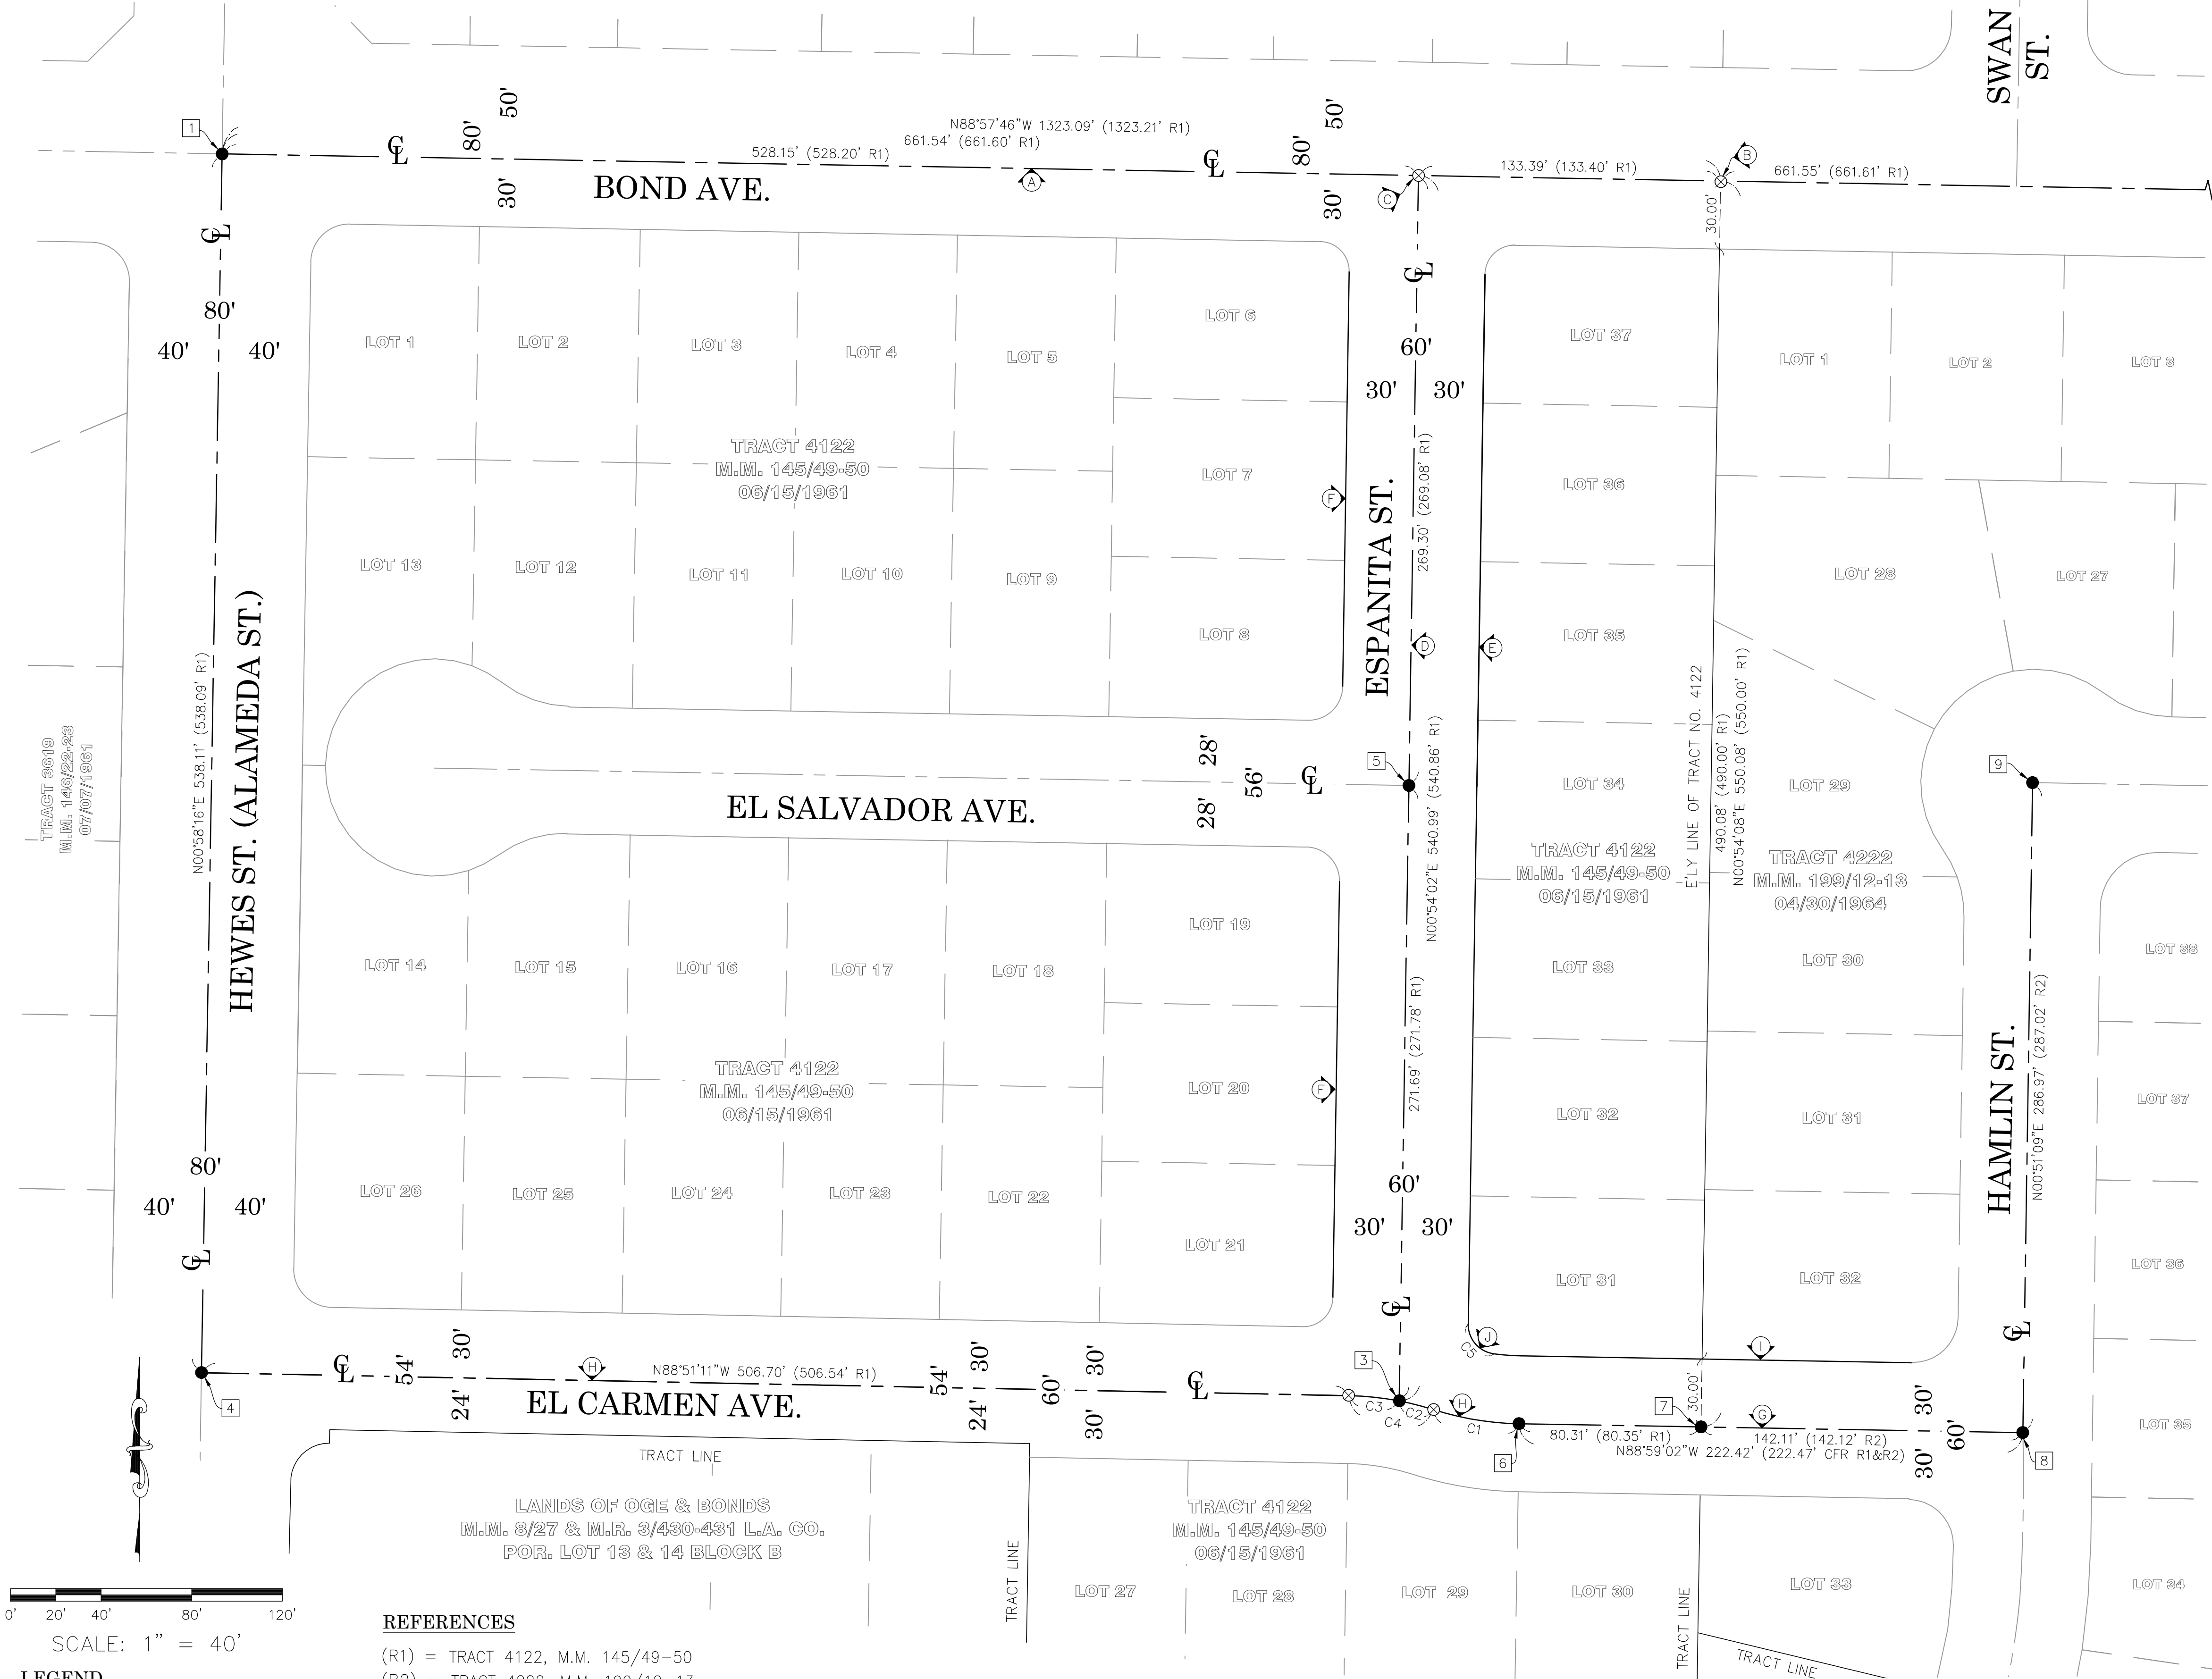 SWAN
ST.
1
80'
50'
30'
N88°57'46"W 1323.09' (1323.21' R1)
661.54' (661.60' R1)
528.15' (528.20' R1)
A
BOND AVE.
80'
50'
30'
C
133.39' (133.40' R1)
B
661.55' (661.61' R1)
30.00'
80'
40' 40'
LOT 1
LOT 2
LOT 3
LOT 4
LOT 5
LOT 6
60'
30' 30'
LOT 37
LOT 1
LOT 2
LOT 3
TRACT 4122
M.M. 145/49-50
06/15/1961
LOT 7
F
269.30' (269.08' R1)
ESPANITA ST.
LOT 36
LOT 13
LOT 12
LOT 11
LOT 10
LOT 9
LOT 8
D
E
LOT 35
LOT 28
LOT 27
HEWES ST. (ALAMEDA ST.)
N00°58'16"E 538.11' (538.09' R1)
TRACT 3619
M.M. 146/22-23
07/07/1961
EL SALVADOR AVE.
28'
56'
28'
5
N00°54'02"E 540.99' (540.86' R1)
LOT 34
E'LY LINE OF TRACT NO. 4122
490.08' (490.00' R1)
N00°54'08"E 550.08' (550.00' R1)
LOT 29
9
TRACT 4122
M.M. 145/49-50
06/15/1961
TRACT 4222
M.M. 199/12-13
04/30/1964
LOT 14
LOT 15
LOT 16
LOT 17
LOT 18
LOT 19
LOT 33
LOT 30
LOT 38
TRACT 4122
M.M. 145/49-50
06/15/1961
LOT 20
F
271.69' (271.78' R1)
LOT 32
LOT 31
HAMLIN ST.
N00°51'09"E 286.97' (287.02' R2)
LOT 37
80'
40' 40'
LOT 26
LOT 25
LOT 24
LOT 23
LOT 22
LOT 21
60'
30' 30'
LOT 31
LOT 32
LOT 36
4
54'
30'
24'
H
N88°51'11"W 506.70' (506.54' R1)
EL CARMEN AVE.
54'
30'
24'
60'
30'
30'
3
C3
C4
C2
H
C1
J
C5
I
6
80.31' (80.35' R1)
7
30.00'
G
142.11' (142.12' R2)
N88°59'02"W 222.42' (222.47' CFR R1&R2)
30'
60'
30'
8
LOT 35
TRACT LINE
LANDS OF OGE & BONDS
M.M. 8/27 & M.R. 3/430-431 L.A. CO.
POR. LOT 13 & 14 BLOCK B
TRACT LINE
TRACT 4122
M.M. 145/49-50
06/15/1961
LOT 27
LOT 28
LOT 29
LOT 30
TRACT LINE
LOT 33
LOT 34
TRACT LINE
0' 20' 40' 80' 120'
SCALE: 1" = 40'
LEGEND
REFERENCES
(R1) = TRACT 4122, M.M. 145/49-50
(R2) = TRACT 4222, M.M. 199/12-13